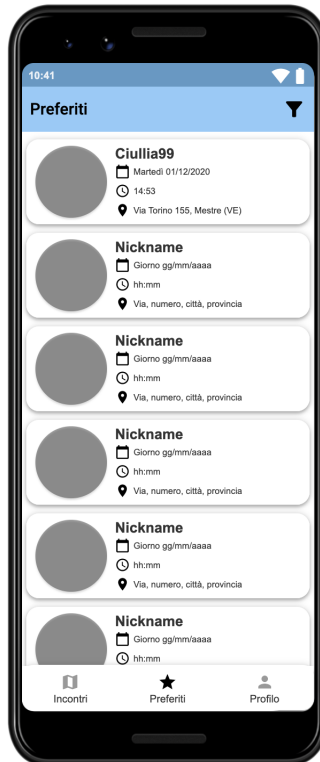 10:41
Preferiti
Ciullia99
Martedì 01/12/2020
14:53
Via Torino 155, Mestre (VE)
Nickname
Giorno gg/mm/aaaa
hh:mm
Via, numero, città, provincia
Nickname
Giorno gg/mm/aaaa
hh:mm
Via, numero, città, provincia
Nickname
Giorno gg/mm/aaaa
hh:mm
Via, numero, città, provincia
Nickname
Giorno gg/mm/aaaa
hh:mm
Via, numero, città, provincia
Nickname
Giorno gg/mm/aaaa
hh:mm
Incontri Preferiti Profilo